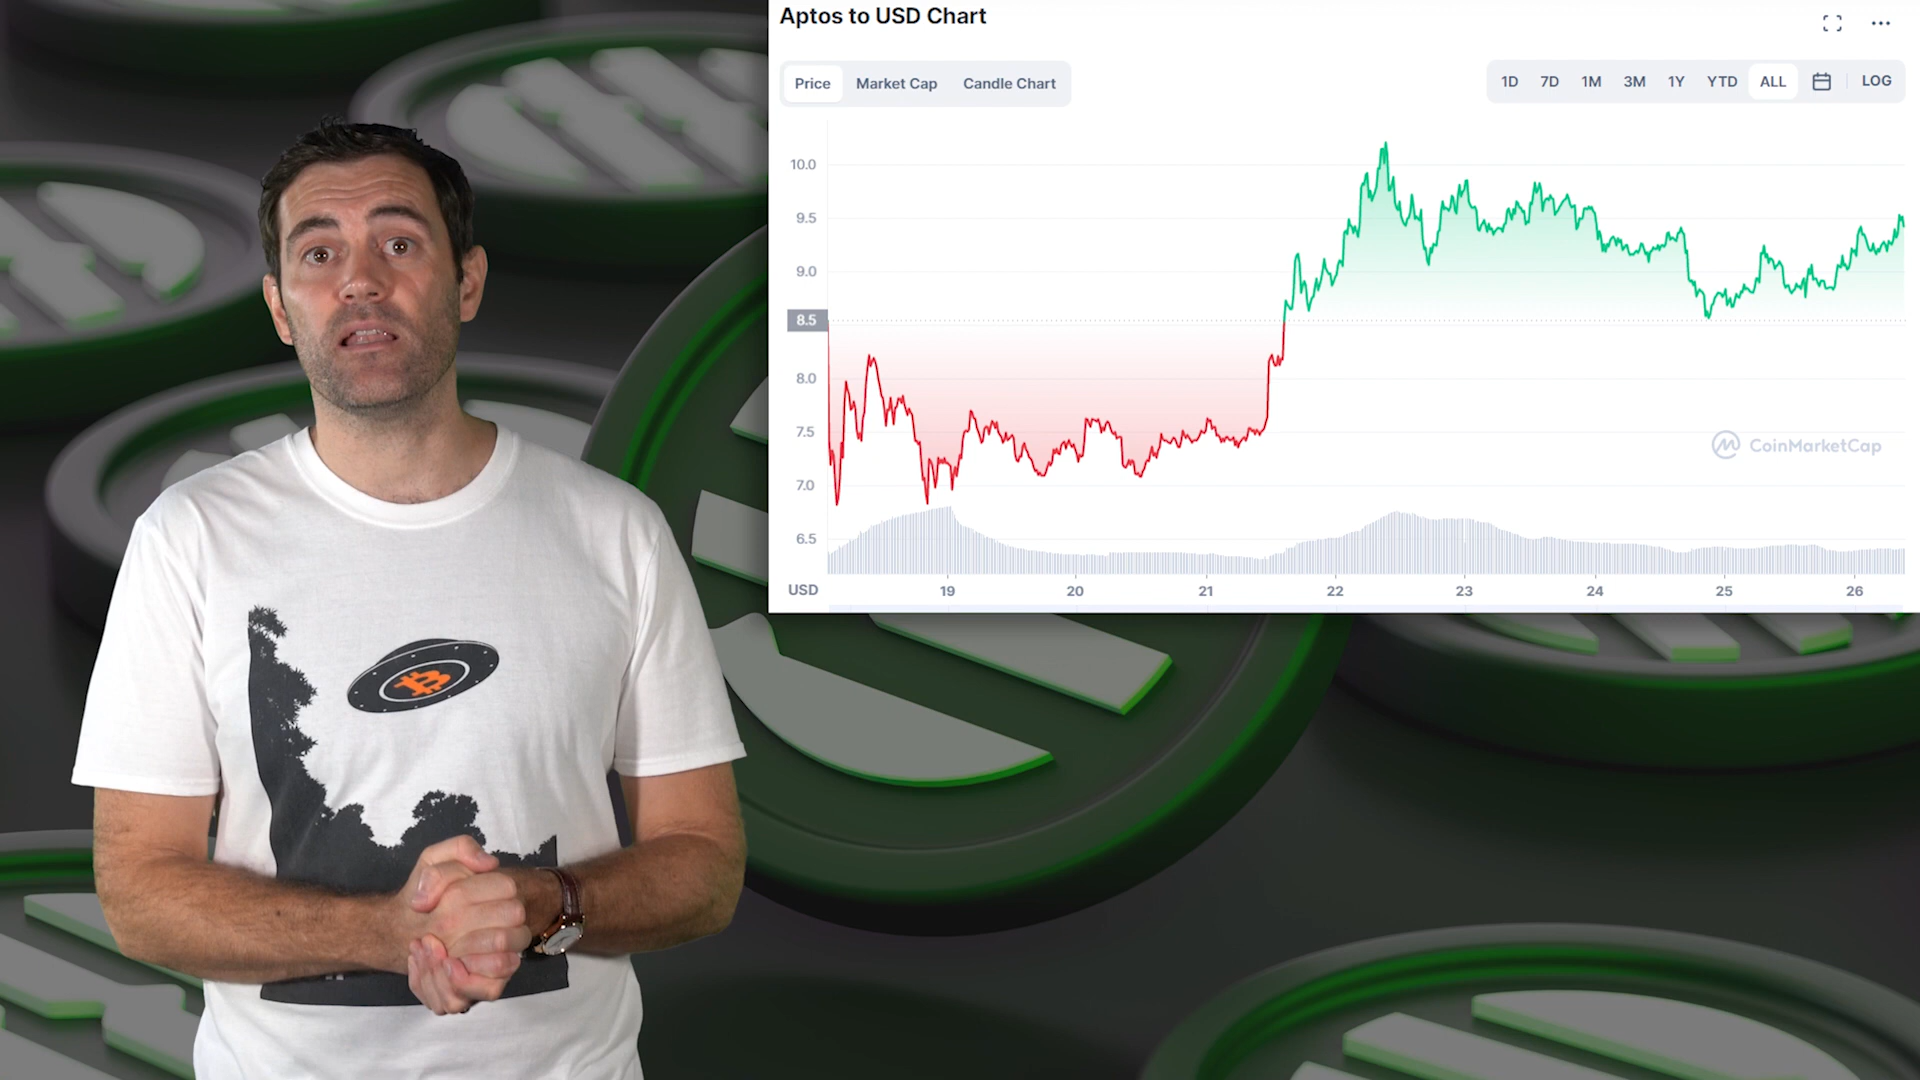 Aptos to USD Chart
Price Market Cap Candle Chart
1D 7D 1M 3M 1Y YTD ALL LOG
10.0
9.5
9.0
8.5
8.0
7.5
7.0
6.5
CoinMarketCap
USD 19 20 21 22 23 24 25 26